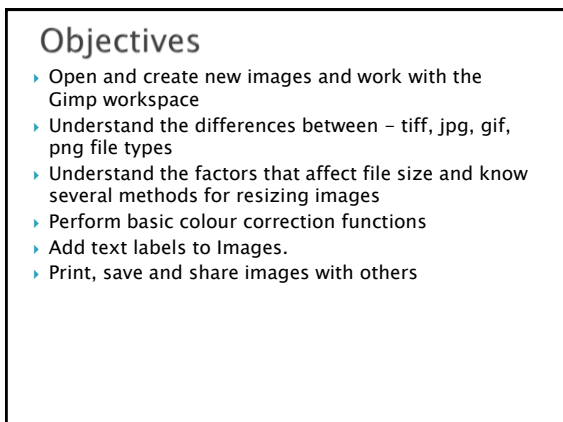 Objectives
Open and create new images and work with the
Gimp workspace
Understand the differences between – tiff, jpg, gif,
png file types
Understand the factors that affect file size and know
several methods for resizing images
Perform basic colour correction functions
Add text labels to Images.
Print, save and share images with others